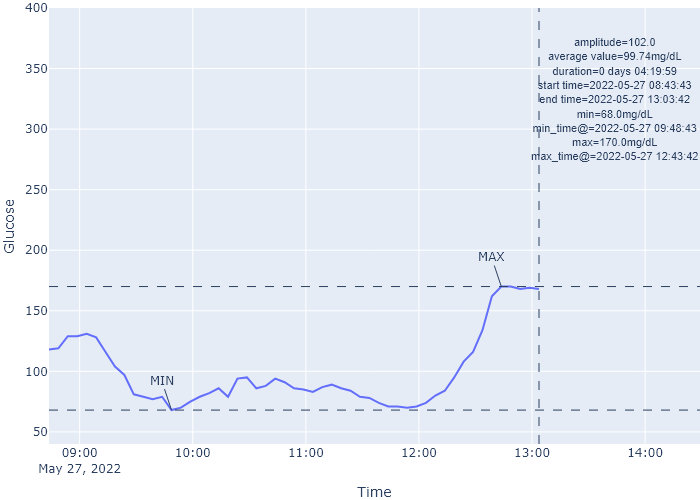 400
350
300
250
200
150
100
50
Glucose
amplitude=102.0
average value=99.74mg/dL
duration=0 days 04:19:59
start time=2022-05-27 08:43:43
end time=2022-05-27 13:03:42
min=68.0mg/dL
min_time@=2022-05-27 09:48:43
max=170.0mg/dL
max_time@=2022-05-27 12:43:42
MAX
MIN
09:00 10:00 11:00 12:00 13:00 14:00
May 27, 2022
Time